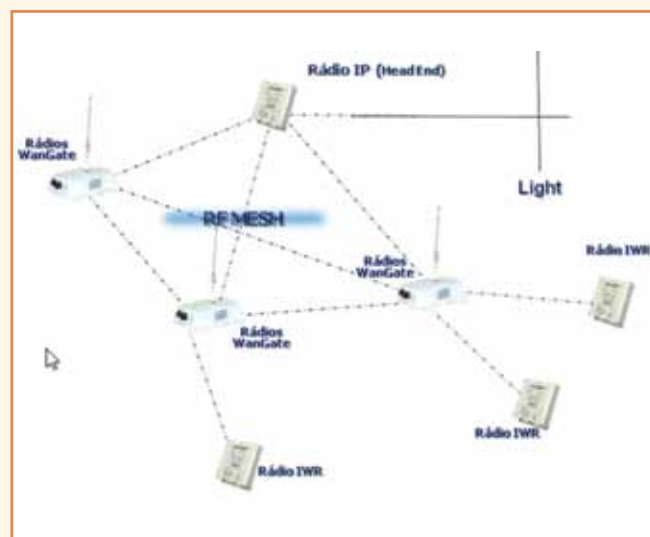 Rádio IP (HeadEnd)
Rádios
WanGate
Light
RF MESH
Rádios
WanGate
Rádio IWR
Rádios
WanGate
Rádio IWR
Rádio IWR